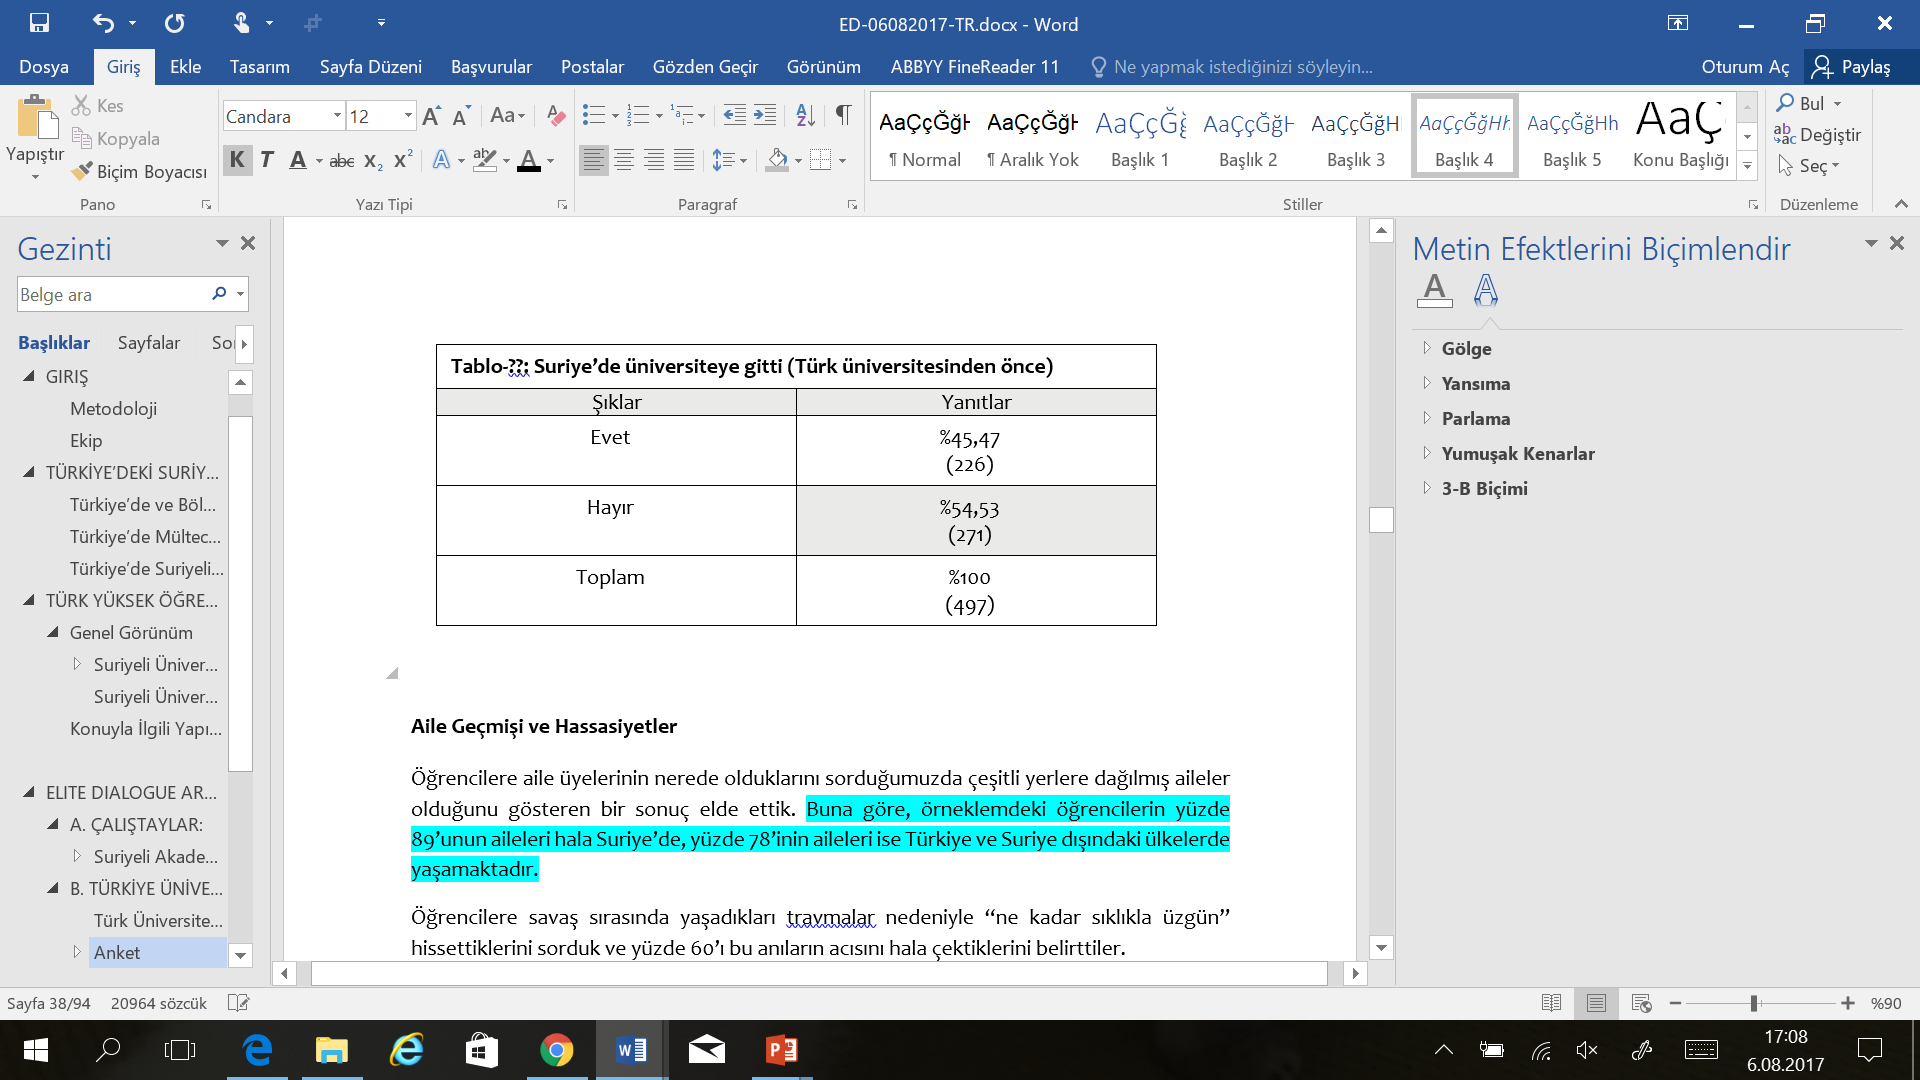 ED-06082017-TR.docx - Word
Dosya Giriş Ekle Tasarım Sayfa Düzeni Başvurular Postalar Gözden Geçir Görünüm ABBYY FineReader 11 Ne yapmak istediğinizi söyleyin... Oturum Aç Paylaş
Yapıştır
Kes
Kopyala
Biçim Boyacısı
Pano
Candara 12
Yazı Tipi
Paragraf
¶ Normal ¶ Aralık Yok Başlık 1 Başlık 2 Başlık 3 Başlık 4 Başlık 5 Konu Başlığı
Stiller
Bul
Değiştir
Seç
Düzenleme
Gezinti
Belge ara
Başlıklar Sayfalar
GIRIŞ
Metodoloji
Ekip
TÜRKİYE'DEKİ SURİY...
Türkiye'de ve Böl...
Türkiye'de Mültec...
Türkiye'de Suriyeli...
TÜRK YÜKSEK ÖĞRE...
Genel Görünüm
Suriyeli Üniver...
Suriyeli Üniver...
Konuyla İlgili Yapı...
ELITE DIALOGUE AR...
A. ÇALIŞTAYLAR:
Suriyeli Akade...
B. TÜRKİYE ÜNİVE...
Türk Üniversite...
Anket
Tablo-??: Suriye’de üniversiteye gitti (Türk üniversitesinden önce)
Şıklar Yanıtlar
Evet %45,47
(226)
Hayır %54,53
(271)
Toplam %100
(497)
Aile Geçmişi ve Hassasiyetler
Öğrencilere aile üyelerinin nerede olduklarını sorduğumuzda çeşitli yerlere dağılmış aileler
olduğunu gösteren bir sonuç elde ettik. Buna göre, örneklemdeki öğrencilerin yüzde
89’unun aileleri hala Suriye’de, yüzde 78’inin aileleri ise Türkiye ve Suriye dışındaki ülkelerde
yaşamaktadır.
Öğrencilere savaş sırasında yaşadıkları travmalar nedeniyle “ne kadar sıklıkla üzgün”
hissettiklerini sorduk ve yüzde 60’ı bu anıların acısını hala çektiklerini belirttiler.
Metin Efektlerini Biçimlendir
Gölge
Yansıma
Parlama
Yumuşak Kenarlar
3-B Biçimi
Sayfa 38/94 20964 sözcük %90
17:08
6.08.2017